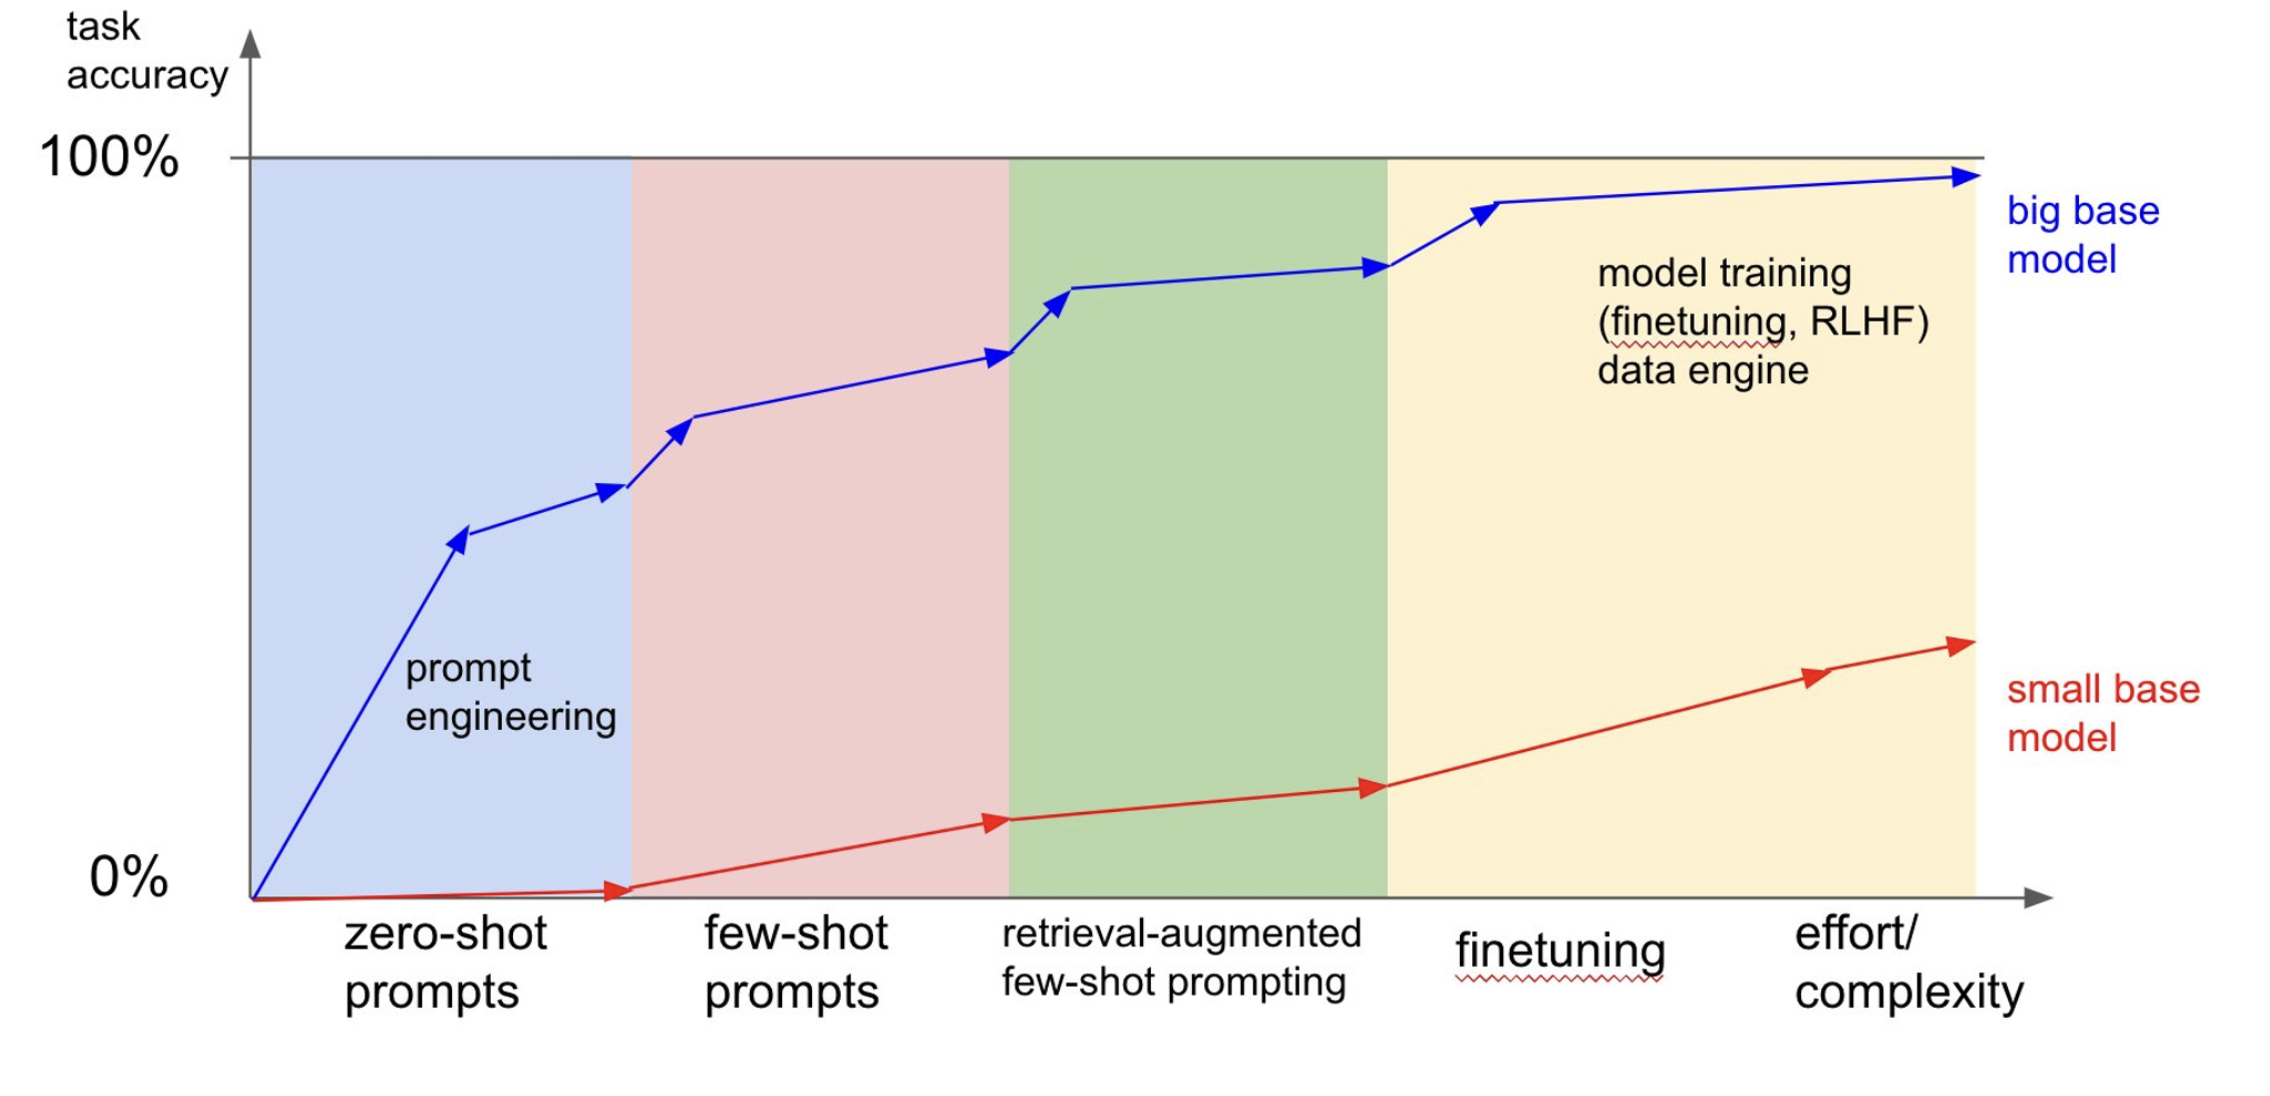 task
accuracy
100%
big base
model
model training
(finetuning, RLHF)
data engine
prompt
engineering
small base
model
0%
zero-shot
prompts
few-shot
prompts
retrieval-augmented
few-shot prompting
finetuning
effort/
complexity